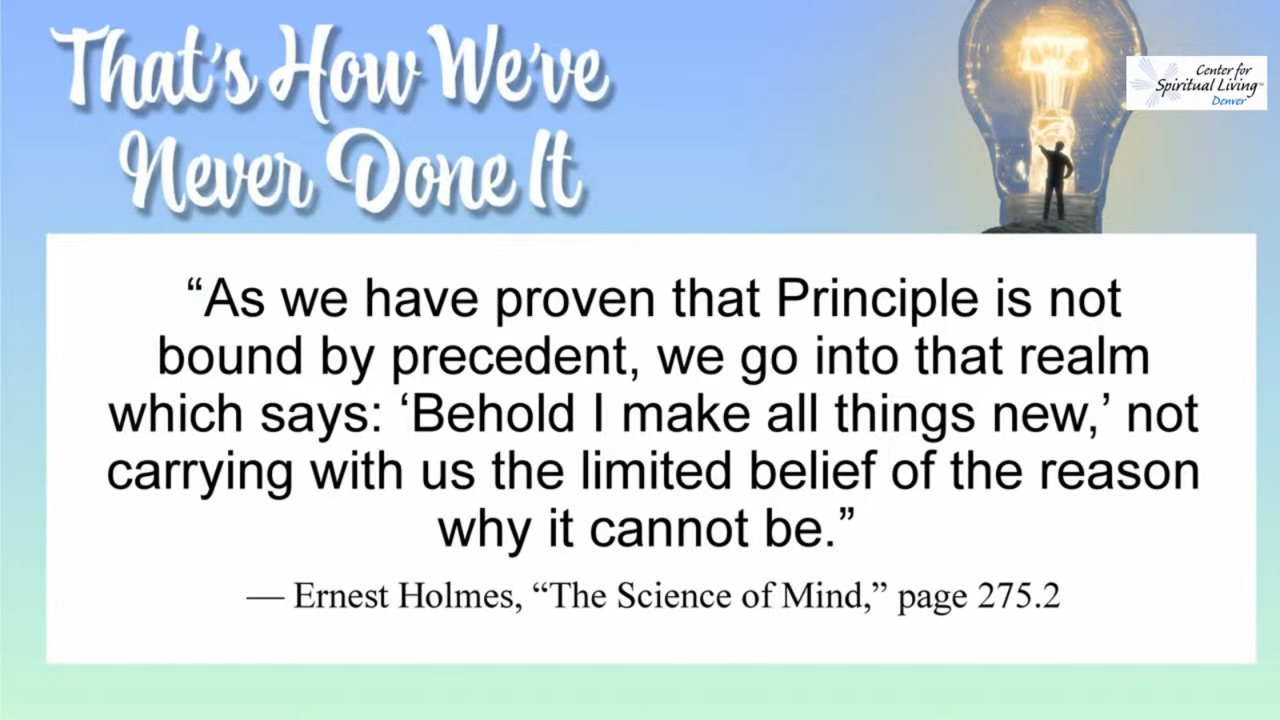 That's How We've
Never Done It
Center for
Spiritual Living™
Denver
“As we have proven that Principle is not
bound by precedent, we go into that realm
which says: ‘Behold I make all things new,’ not
carrying with us the limited belief of the reason
why it cannot be.”
— Ernest Holmes, “The Science of Mind,” page 275.2